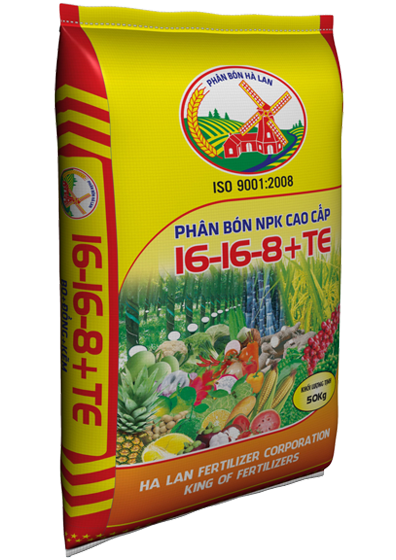 PHÂN BÓN HÀ LAN
ISO 9001:2008
PHÂN BÓN NPK CAO CẤP
16-16-8+TE
KHỐI LƯỢNG TỊNH
50Kg
HA LAN FERTILIZER CORPORATION
KING OF FERTILIZERS
16-16-8+TE